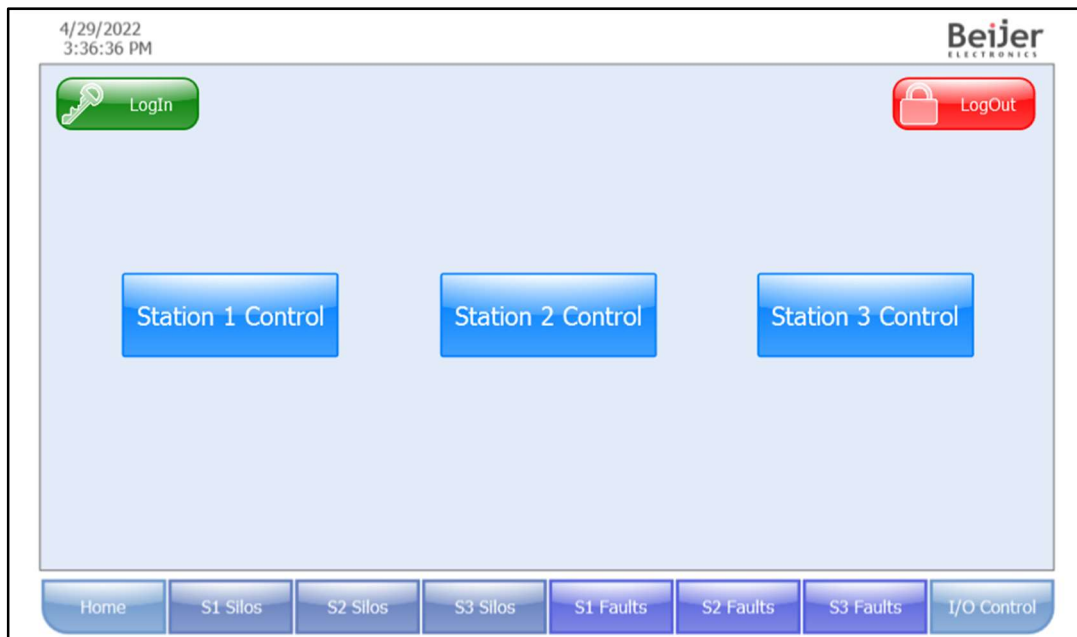 4/29/2022
3:36:36 PM
Beijer
ELECTRONICS
LogIn
LogOut
Station 1 Control
Station 2 Control
Station 3 Control
Home
S1 Silos
S2 Silos
S3 Silos
S1 Faults
S2 Faults
S3 Faults
I/O Control